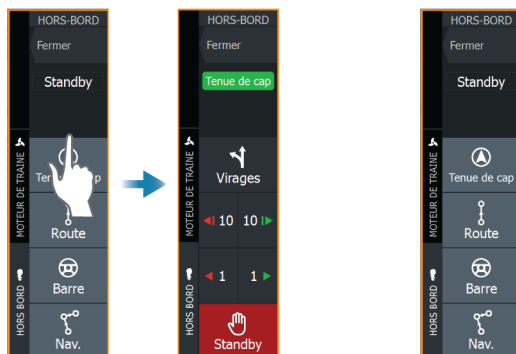 HORS-BORD
Fermer
Standby
Route
Barre
Nav.
MOTEUR DE TRAINE
HORS BORD
HORS-BORD
Fermer
Tenue de cap
Virages
10 10
1 1
Standby
MOTEUR DE TRAINE
HORS BORD
HORS-BORD
Fermer
Standby
Tenue de cap
Route
Barre
Nav.
MOTEUR DE TRAINE
HORS BORD